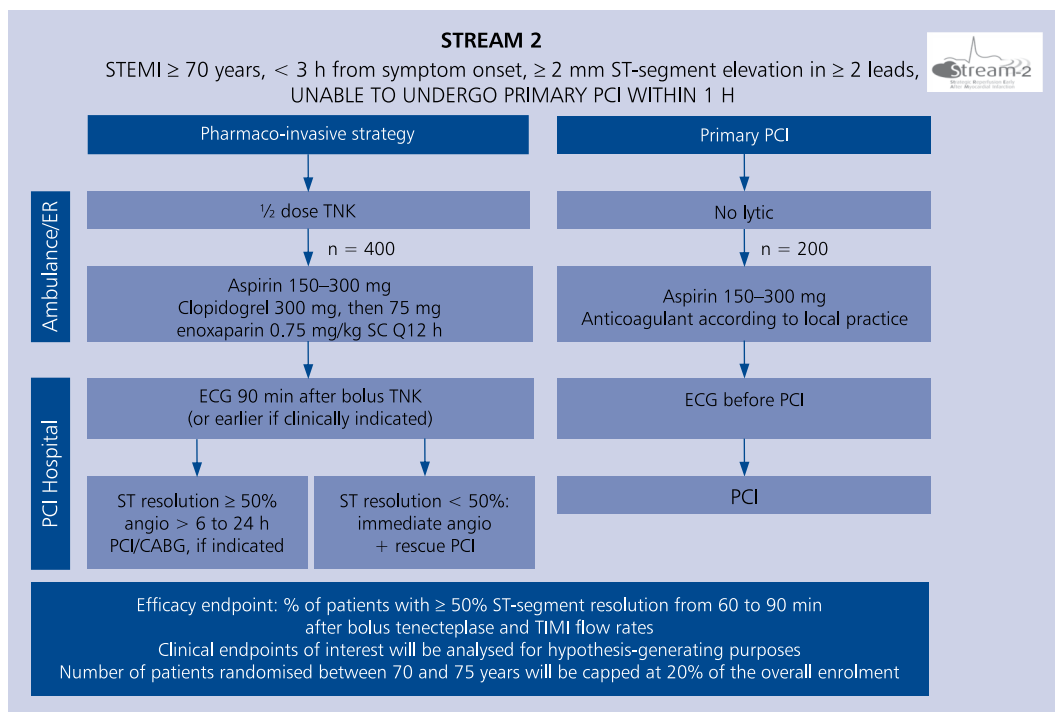 STREAM 2
STEMI ≥ 70 years, < 3 h from symptom onset, ≥ 2 mm ST-segment elevation in ≥ 2 leads,
UNABLE TO UNDERGO PRIMARY PCI WITHIN 1 H
Stream-2
Pharmaco-invasive strategy
Primary PCI
Ambulance/ER
½ dose TNK
No lytic
n = 400
n = 200
Aspirin 150–300 mg
Clopidogrel 300 mg, then 75 mg
enoxaparin 0.75 mg/kg SC Q12 h
Aspirin 150–300 mg
Anticoagulant according to local practice
PCI Hospital
ECG 90 min after bolus TNK
(or earlier if clinically indicated)
ECG before PCI
ST resolution ≥ 50%
angio > 6 to 24 h
PCI/CABG, if indicated
ST resolution < 50%:
immediate angio
+ rescue PCI
PCI
Efficacy endpoint: % of patients with ≥ 50% ST-segment resolution from 60 to 90 min
after bolus tenecteplase and TIMI flow rates
Clinical endpoints of interest will be analysed for hypothesis-generating purposes
Number of patients randomised between 70 and 75 years will be capped at 20% of the overall enrolment